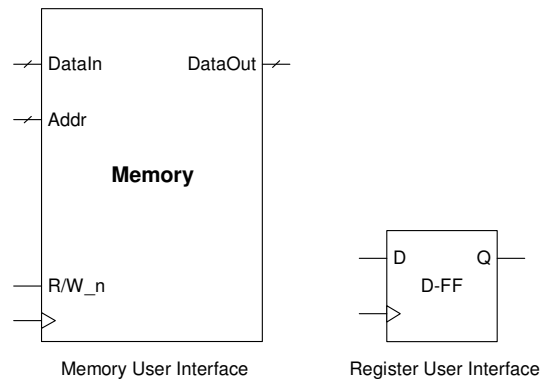 DataIn
DataOut
Addr
Memory
R/W_n
D
Q
D-FF
Memory User Interface
Register User Interface